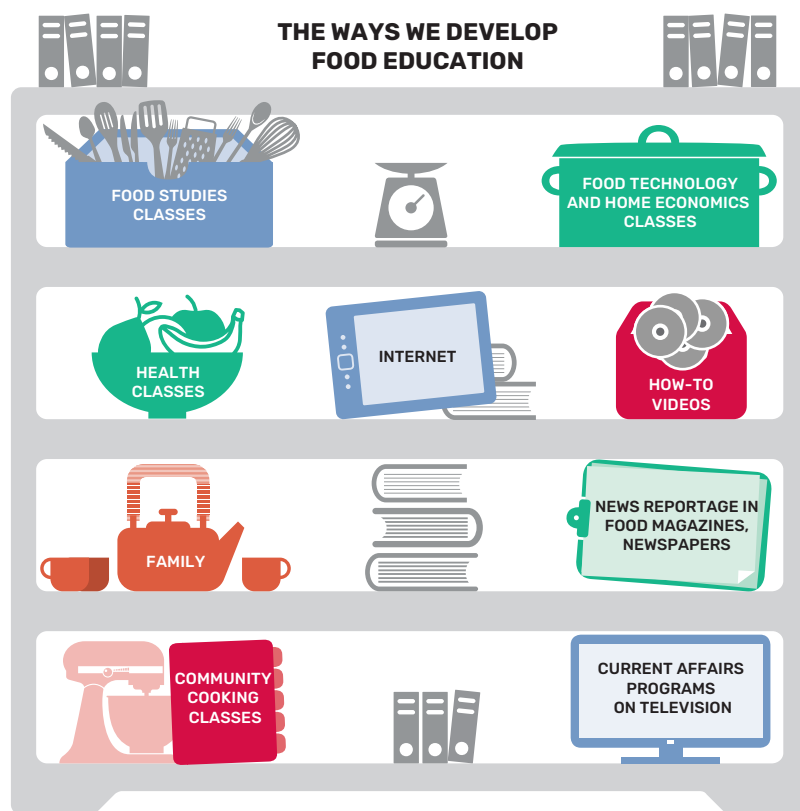 THE WAYS WE DEVELOP
FOOD EDUCATION
FOOD STUDIES
CLASSES
FOOD TECHNOLOGY
AND HOME ECONOMICS
CLASSES
HEALTH
CLASSES
INTERNET
HOW-TO
VIDEOS
FAMILY
NEWS REPORTAGE IN
FOOD MAGAZINES,
NEWSPAPERS
COMMUNITY
COOKING
CLASSES
CURRENT AFFAIRS
PROGRAMS
ON TELEVISION